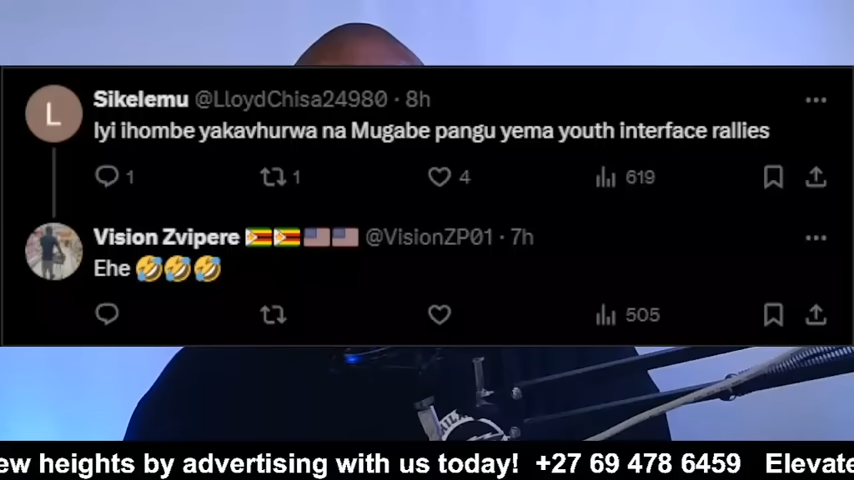 L
Sikelemu @LloydChisa24980 · 8h
Iyi ihombe yakavhurwa na Mugabe pangu yema youth interface rallies
1 1 4 619
Vision Zvipere 🇿🇼🇿🇼🇺🇸🇺🇸 @VisionZP01 · 7h
Ehe 🤣🤣🤣
505
ew heights by advertising with us today! +27 69 478 6459 Elevate